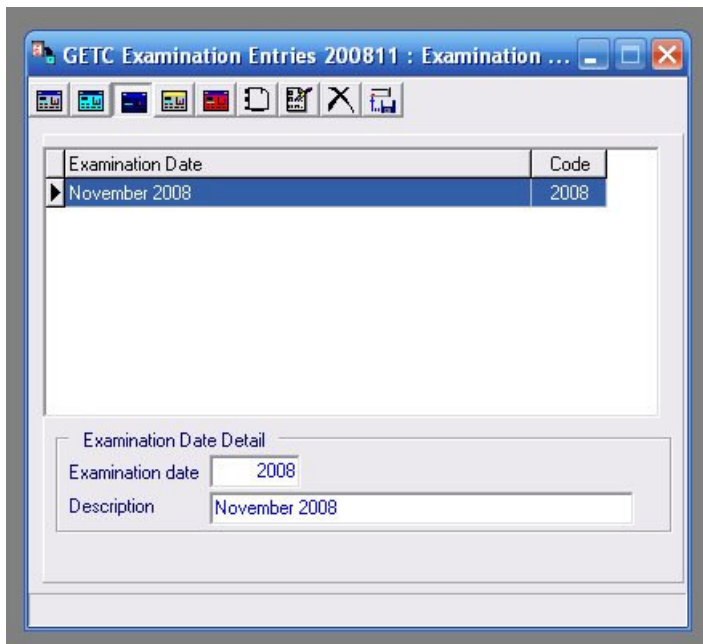 GETC Examination Entries 200811 : Examination ...
Examination Date Code
November 2008 2008
Examination Date Detail
Examination date 2008
Description November 2008